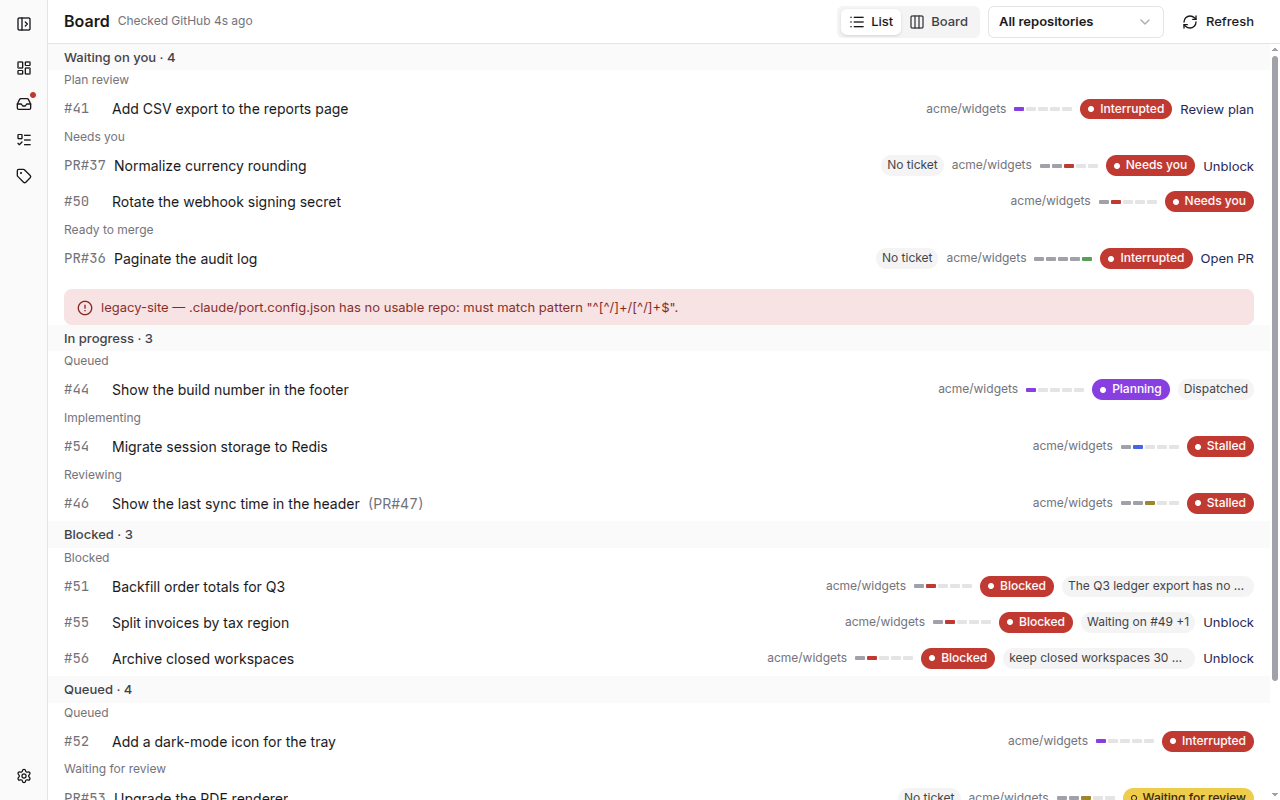 Board Checked GitHub 4s ago List Board All repositories Refresh
Waiting on you · 4
Plan review
#41 Add CSV export to the reports page acme/widgets Interrupted Review plan
Needs you
PR#37 Normalize currency rounding No ticket acme/widgets Needs you Unblock
#50 Rotate the webhook signing secret acme/widgets Needs you
Ready to merge
PR#36 Paginate the audit log No ticket acme/widgets Interrupted Open PR
legacy-site — .claude/port.config.json has no usable repo: must match pattern "^[^/]+/[^/]+$".
In progress · 3
Queued
#44 Show the build number in the footer acme/widgets Planning Dispatched
Implementing
#54 Migrate session storage to Redis acme/widgets Stalled
Reviewing
#46 Show the last sync time in the header (PR#47) acme/widgets Stalled
Blocked · 3
Blocked
#51 Backfill order totals for Q3 acme/widgets Blocked The Q3 ledger export has no ...
#55 Split invoices by tax region acme/widgets Blocked Waiting on #49 +1 Unblock
#56 Archive closed workspaces acme/widgets Blocked keep closed workspaces 30 ... Unblock
Queued · 4
Queued
#52 Add a dark-mode icon for the tray acme/widgets Interrupted
Waiting for review
PR#53 Upgrade the PDF renderer No ticket acme/widgets Waiting for review